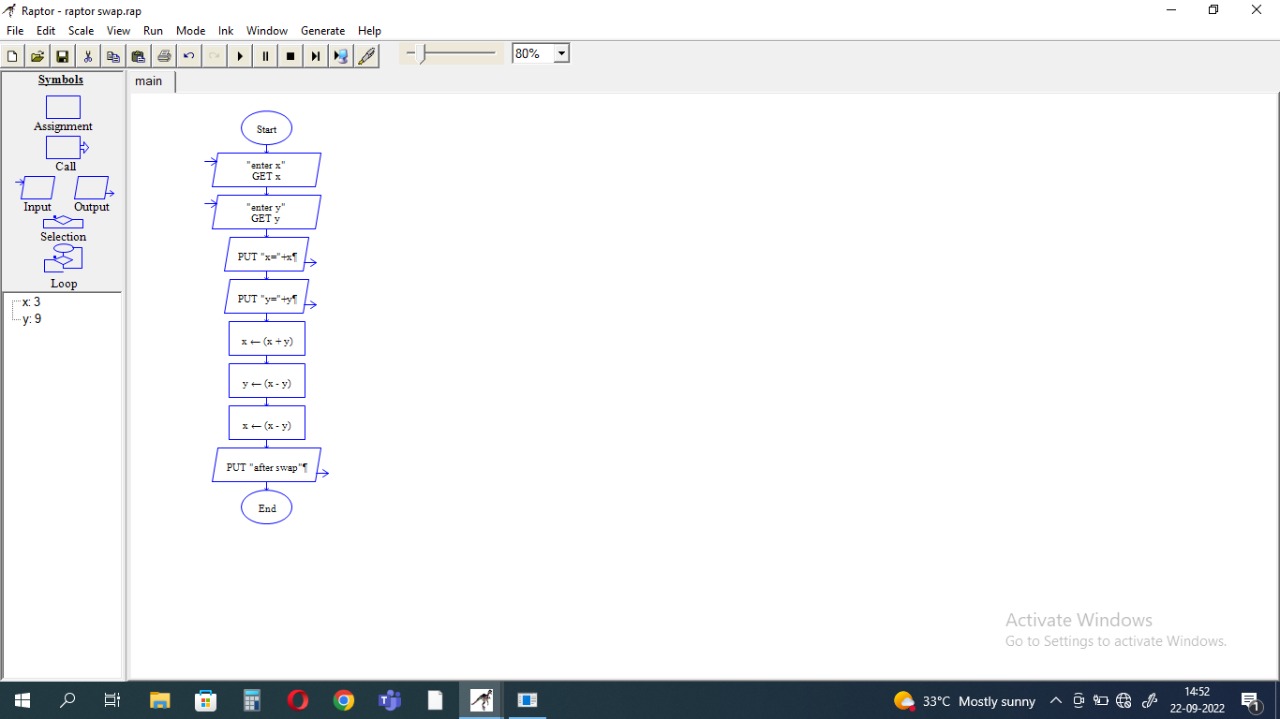 Raptor - raptor swap.rap
File Edit Scale View Run Mode Ink Window Generate Help
80%
Symbols
Assignment
Call
Input Output
Selection
Loop
x: 3
y: 9
main
Start
"enter x"
GET x
"enter y"
GET y
PUT "x="+x¶
PUT "y="+y¶
x ← (x + y)
y ← (x - y)
x ← (x - y)
PUT "after swap"¶
End
Activate Windows
Go to Settings to activate Windows.
33°C Mostly sunny
14:52
22-09-2022
1